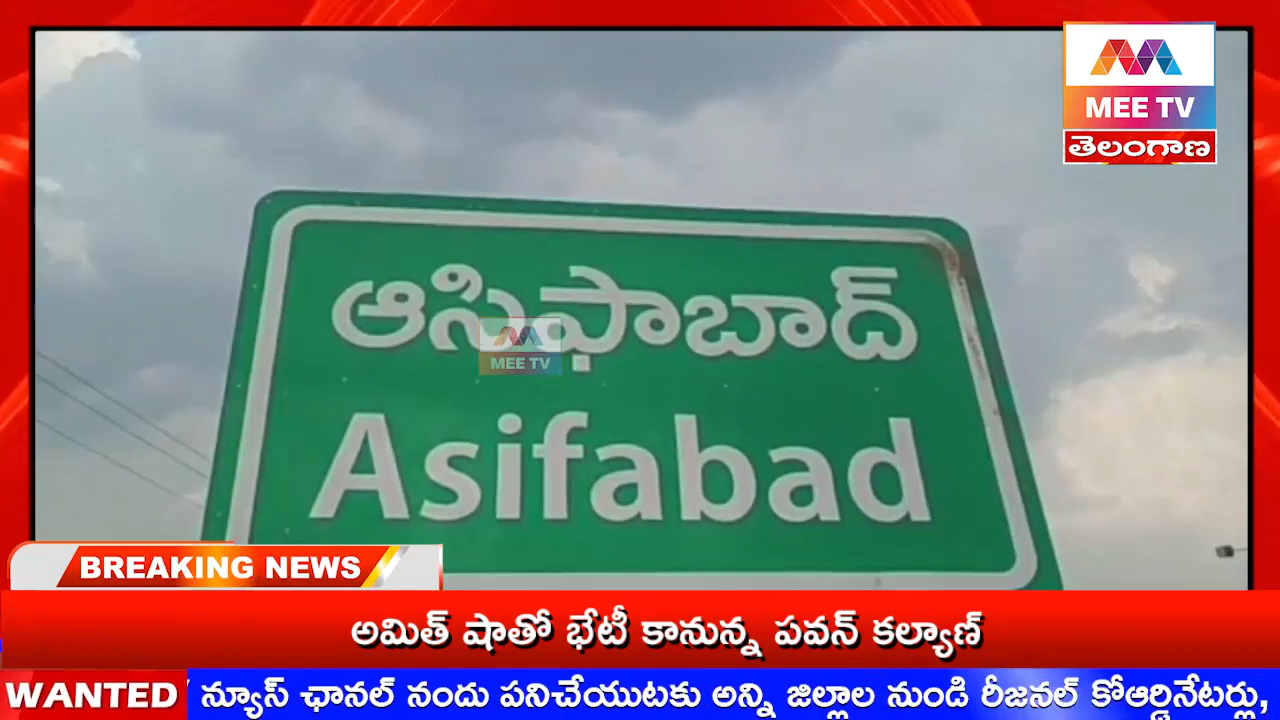 MEE TV
తెలంగాణ
ఆసిఫాబాద్
MEE TV
Asifabad
BREAKING NEWS
అమిత్ షాతో భేటీ కానున్న పవన్ కల్యాణ్
WANTED న్యూస్ ఛానల్ నందు పనిచేయుటకు అన్ని జిల్లాల నుండి రీజనల్ కోఆర్డినేటర్లు,